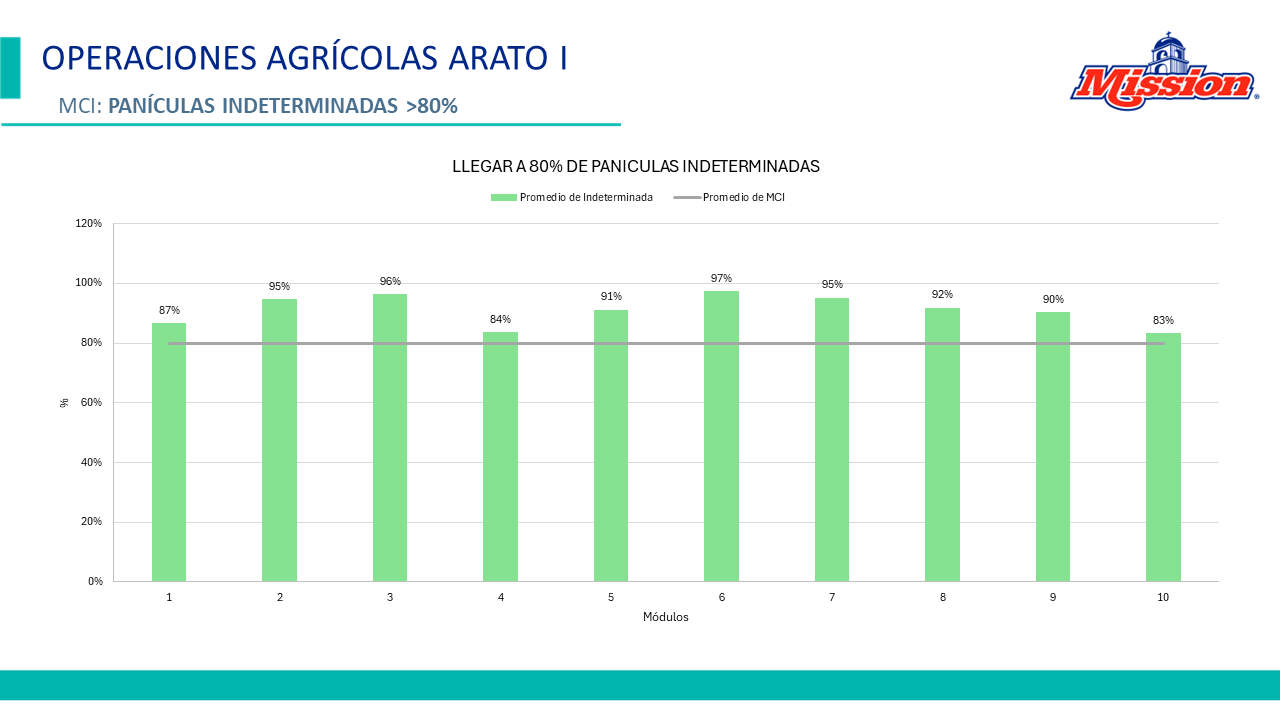 OPERACIONES AGRÍCOLAS ARATO I
MCI: PANÍCULAS INDETERMINADAS >80%
Mission®
LLEGAR A 80% DE PANICULAS INDETERMINADAS
Promedio de Indeterminada Promedio de MCI
120%
100%
80%
60%
40%
20%
0%
%
87% 95% 96% 84% 91% 97% 95% 92% 90% 83%
1 2 3 4 5 6 7 8 9 10
Módulos